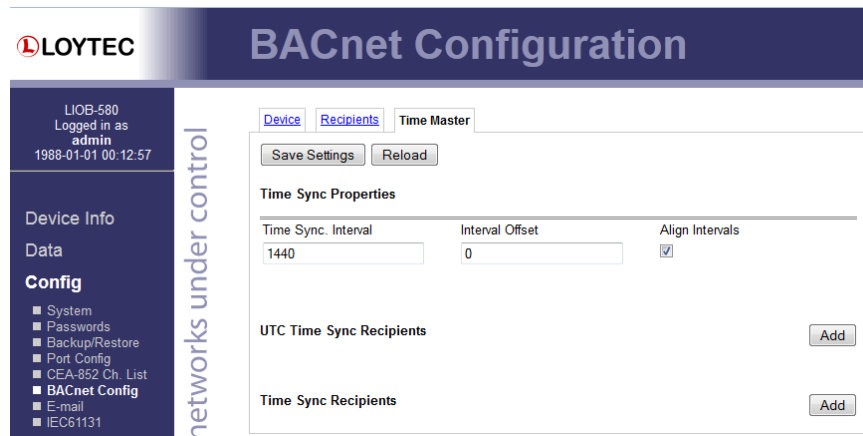 LOYTEC
BACnet Configuration
LIOB-580
Logged in as
admin
1988-01-01 00:12:57
Device Info
Data
Config
System
Passwords
Backup/Restore
Port Config
CEA-852 Ch. List
BACnet Config
E-mail
IEC61131
networks under control
Device Recipients Time Master
Save Settings Reload
Time Sync Properties
Time Sync. Interval Interval Offset Align Intervals
1440 0
UTC Time Sync Recipients Add
Time Sync Recipients Add